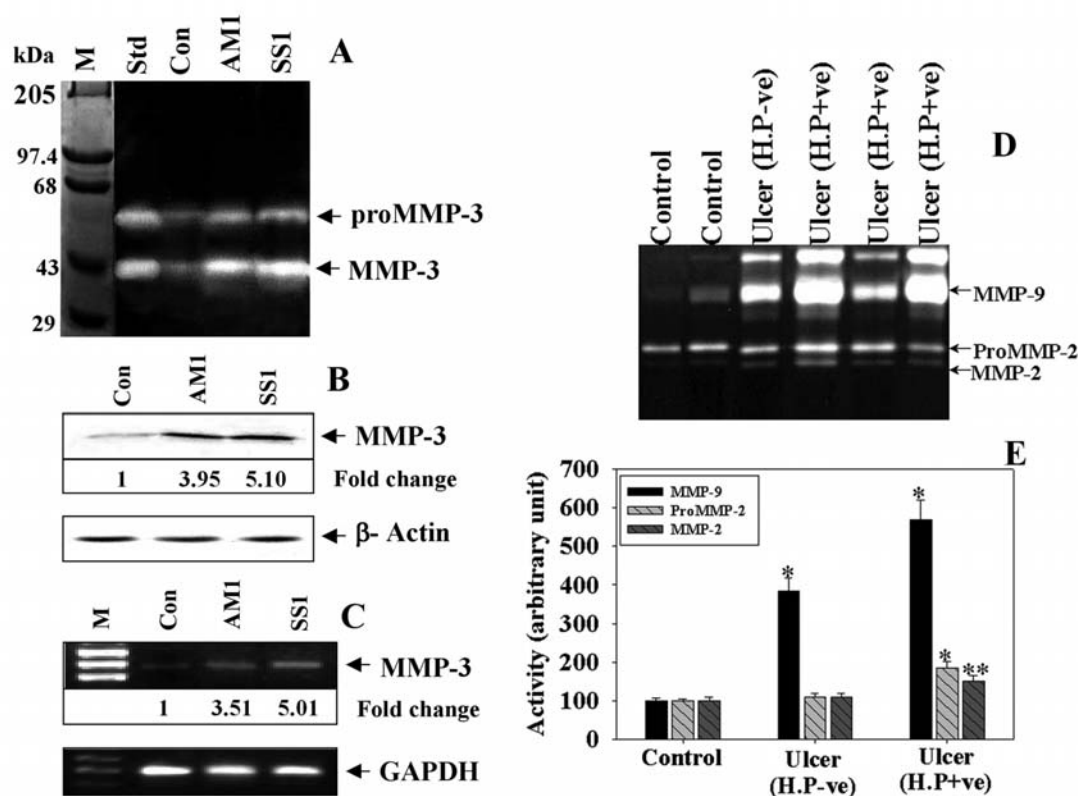 A
kDa
M
Std
Con
AM1
SS1
205
97.4
68
43
29
proMMP-3
MMP-3
B
Con
AM1
SS1
MMP-3
1 3.95 5.10 Fold change
β- Actin
C
M
Con
AM1
SS1
MMP-3
1 3.51 5.01 Fold change
GAPDH
D
Control
Control
Ulcer (H.P-ve)
Ulcer (H.P+ve)
Ulcer (H.P+ve)
Ulcer (H.P+ve)
MMP-9
ProMMP-2
MMP-2
E
Activity (arbitrary unit)
700
600
500
400
300
200
100
0
MMP-9
ProMMP-2
MMP-2
*
*
*
**
Control
Ulcer
(H.P-ve)
Ulcer
(H.P+ve)